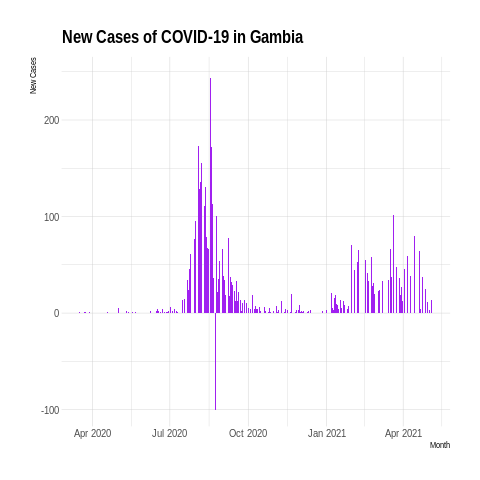 New Cases of COVID-19 in Gambia
New Cases
200
100
0
-100
Apr 2020 Jul 2020 Oct 2020 Jan 2021 Apr 2021
Month